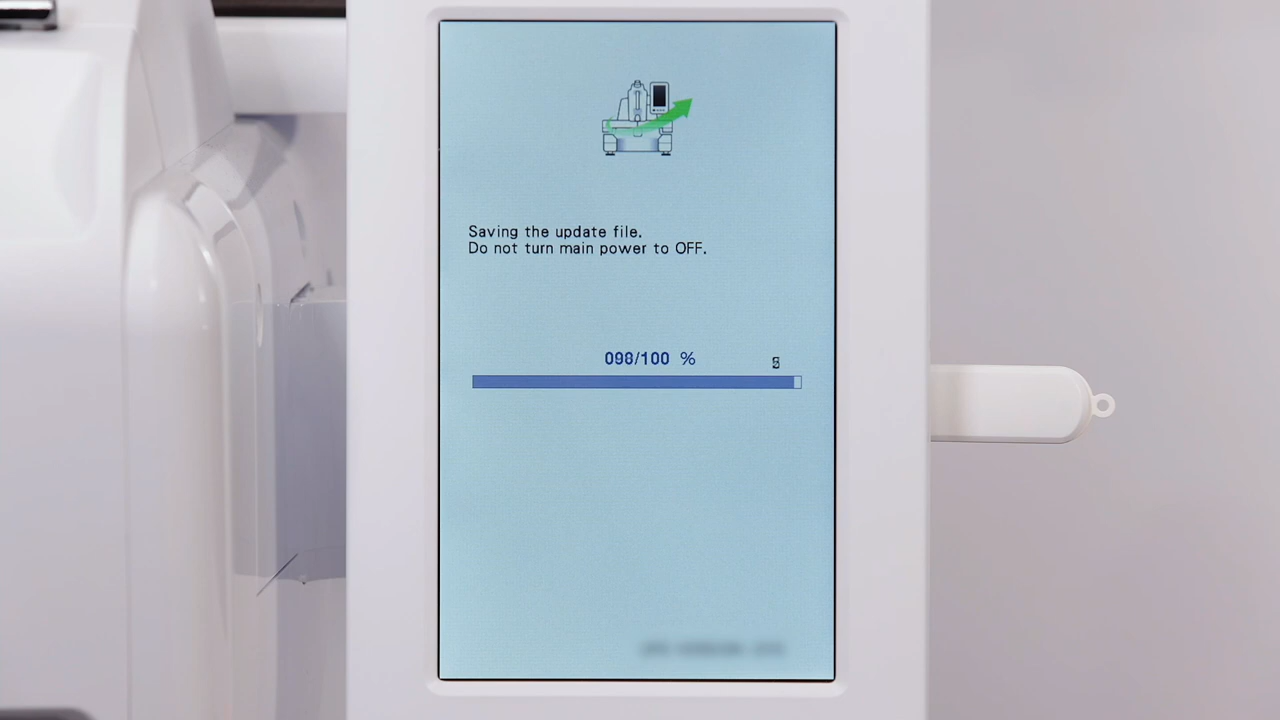 Saving the update file.
Do not turn main power to OFF.
098/100 %